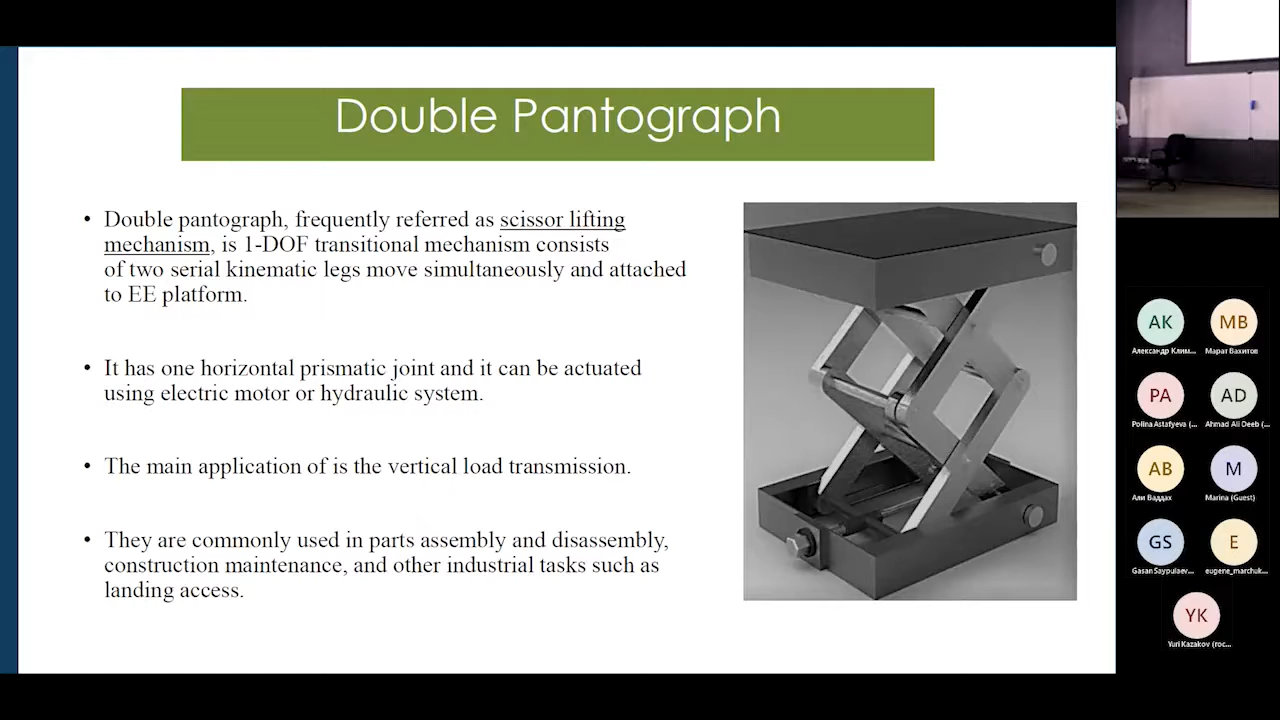 Double Pantograph
• Double pantograph, frequently referred as scissor lifting
mechanism, is 1-DOF transitional mechanism consists
of two serial kinematic legs move simultaneously and attached
to EE platform.
• It has one horizontal prismatic joint and it can be actuated
using electric motor or hydraulic system.
• The main application of is the vertical load transmission.
• They are commonly used in parts assembly and disassembly,
construction maintenance, and other industrial tasks such as
landing access.
AK
MB
Александр Клим...
Марат Вахитов
PA
AD
Polina Astafyeva (...
Ahmad Ali Deeb (...
AB
M
Али Ваддах
Marina (Guest)
GS
E
Gasan Saypulaev...
eugene_marchuk...
YK
Yuri Kazakov (roc...